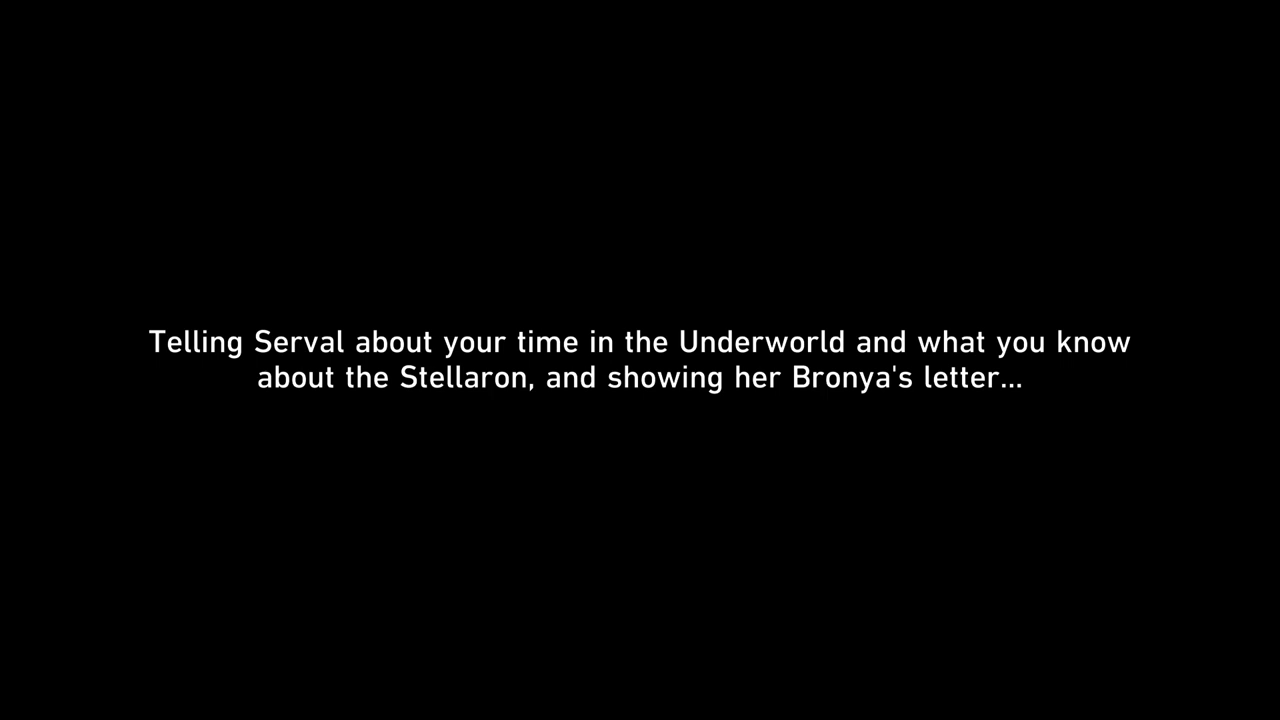 Telling Serval about your time in the Underworld and what you know
about the Stellaron, and showing her Bronya's letter...